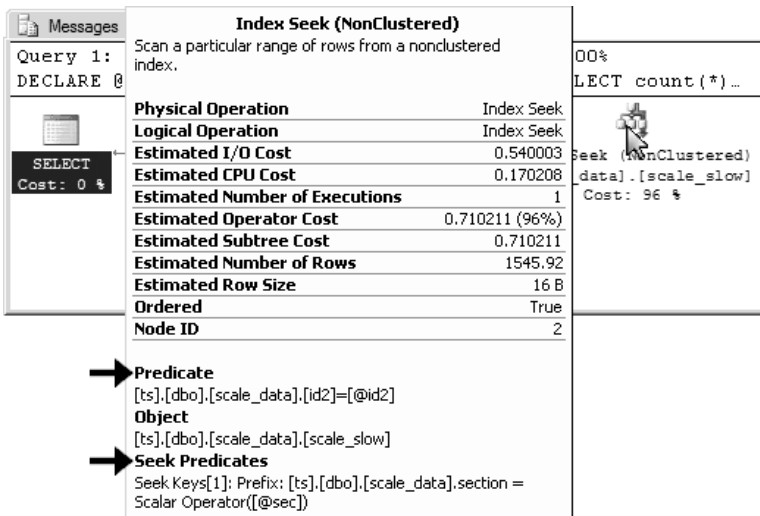 Messages
Query 1:
DECLARE @
SELECT
Cost: 0 %
Index Seek (NonClustered)
Scan a particular range of rows from a nonclustered
index.
Physical Operation Index Seek
Logical Operation Index Seek
Estimated I/O Cost 0.540003
Estimated CPU Cost 0.170208
Estimated Number of Executions 1
Estimated Operator Cost 0.710211 (96%)
Estimated Subtree Cost 0.710211
Estimated Number of Rows 1545.92
Estimated Row Size 16 B
Ordered True
Node ID 2
Predicate
[ts].[dbo].[scale_data].[id2]=[@id2]
Object
[ts].[dbo].[scale_data].[scale_slow]
Seek Predicates
Seek Keys[1]: Prefix: [ts].[dbo].[scale_data].section =
Scalar Operator([@sec])
00%
LECT count(*)…
Seek (NonClustered)
_data].[scale_slow]
Cost: 96 %